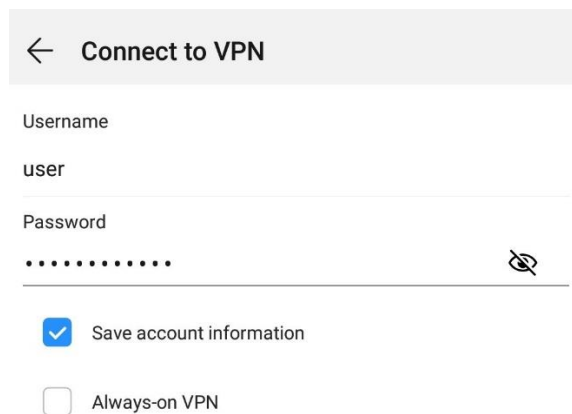 Connect to VPN
Username
user
Password
••••••••••••
Save account information
Always-on VPN